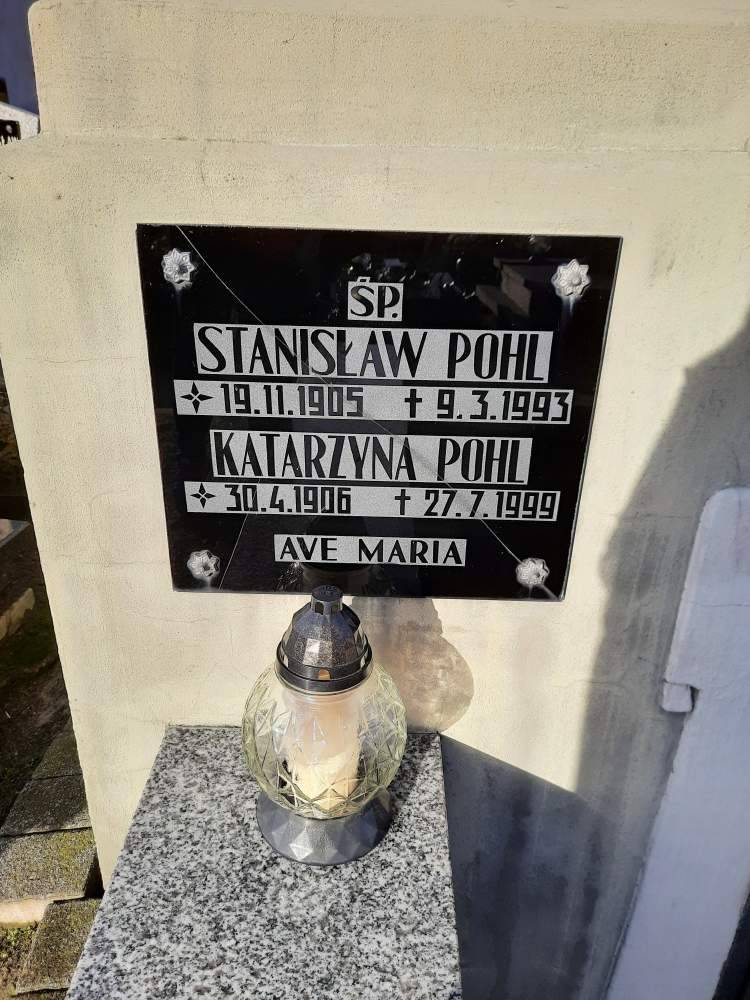 ŚP.
STANISŁAW POHL
19.11.1905 † 9.3.1993
KATARZYNA POHL
30.4.1906 † 27.7.1999
AVE MARIA